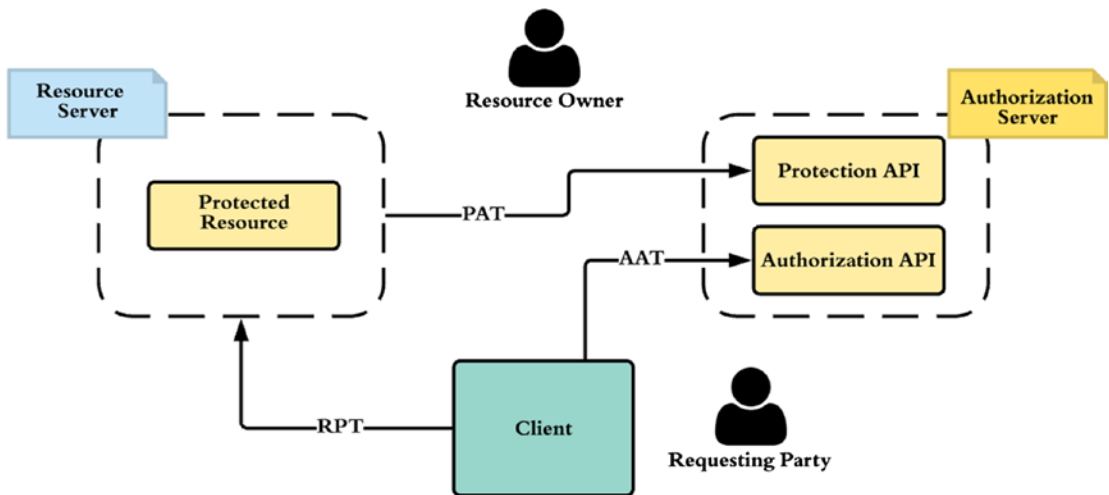 Resource
Server
Resource Owner
Authorization
Server
Protection API
Protected
Resource
PAT
AAT
Authorization API
RPT
Client
Requesting Party